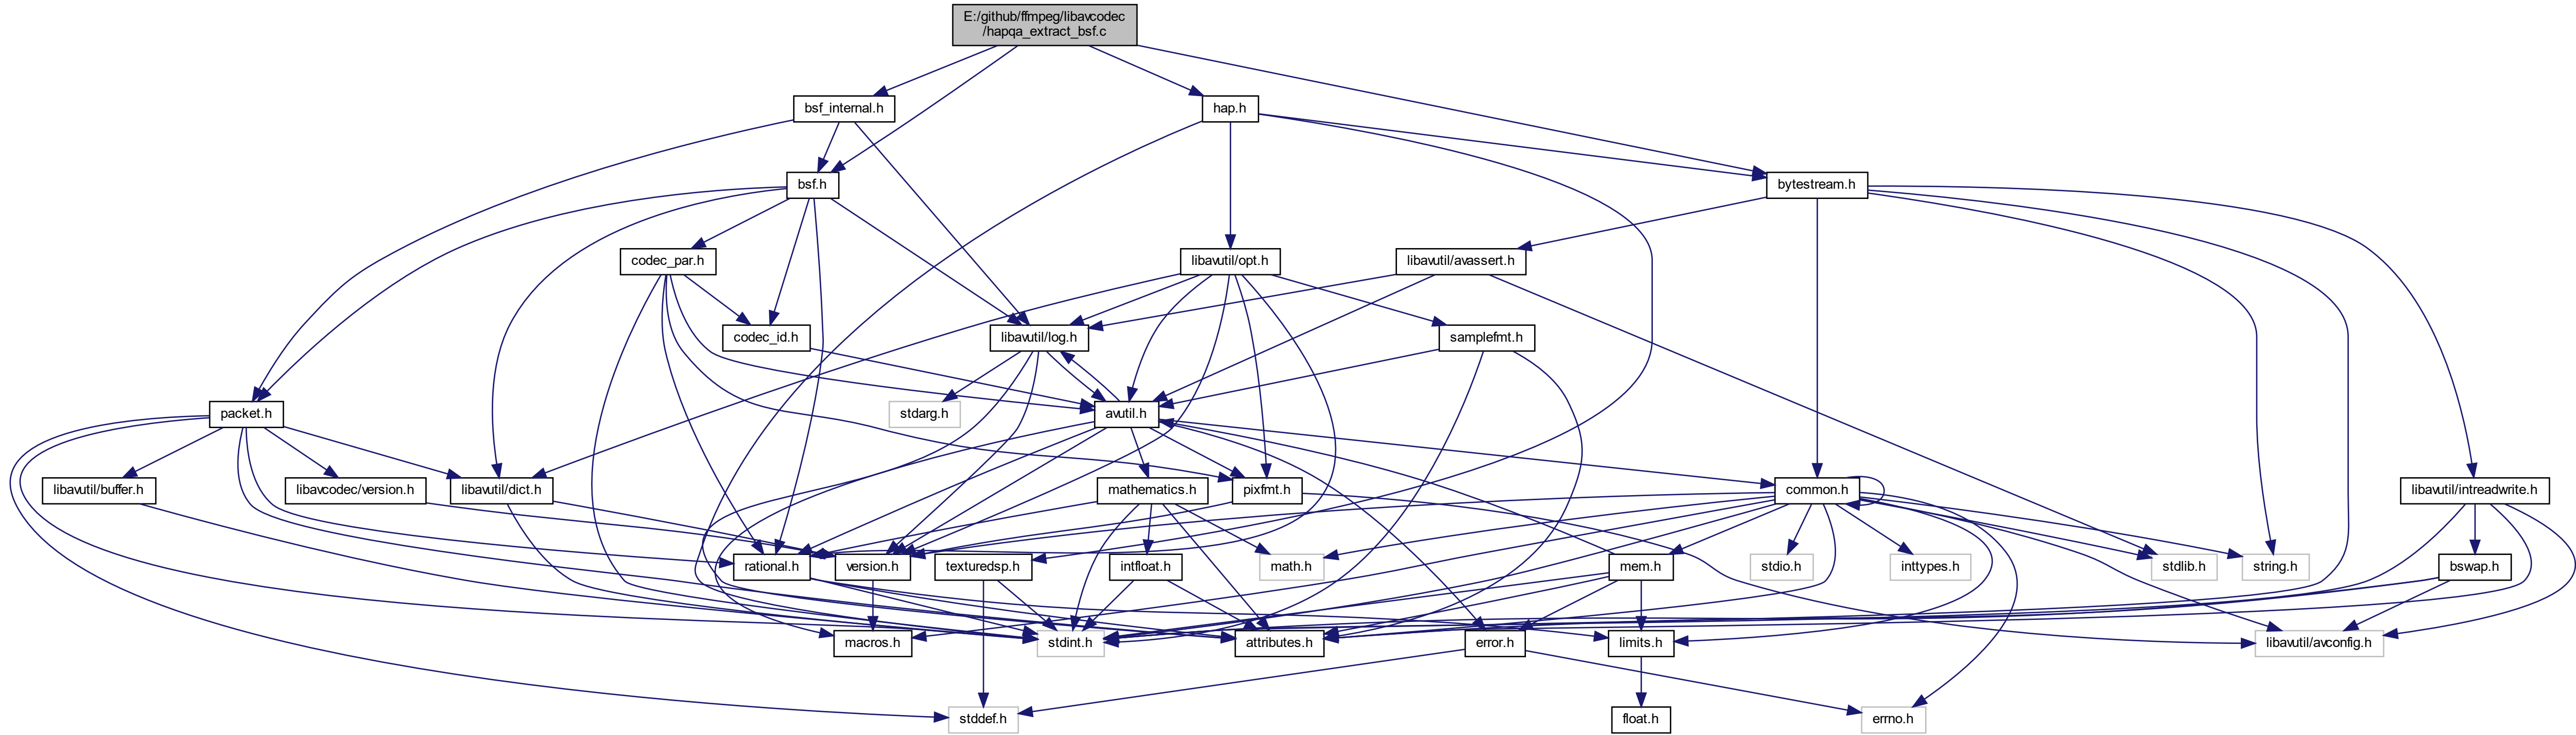 E:/github/ffmpeg/libavcodec
/hapqa_extract_bsf.c
bsf_internal.h
hap.h
bsf.h
bytestream.h
codec_par.h
libavutil/opt.h
libavutil/avassert.h
codec_id.h
libavutil/log.h
samplefmt.h
packet.h
stdarg.h
avutil.h
libavutil/buffer.h
libavcodec/version.h
libavutil/dict.h
mathematics.h
pixfmt.h
common.h
libavutil/intreadwrite.h
rational.h
version.h
texturedsp.h
intfloat.h
math.h
mem.h
stdio.h
inttypes.h
stdlib.h
string.h
bswap.h
macros.h
stdint.h
attributes.h
error.h
limits.h
libavutil/avconfig.h
stddef.h
float.h
errno.h